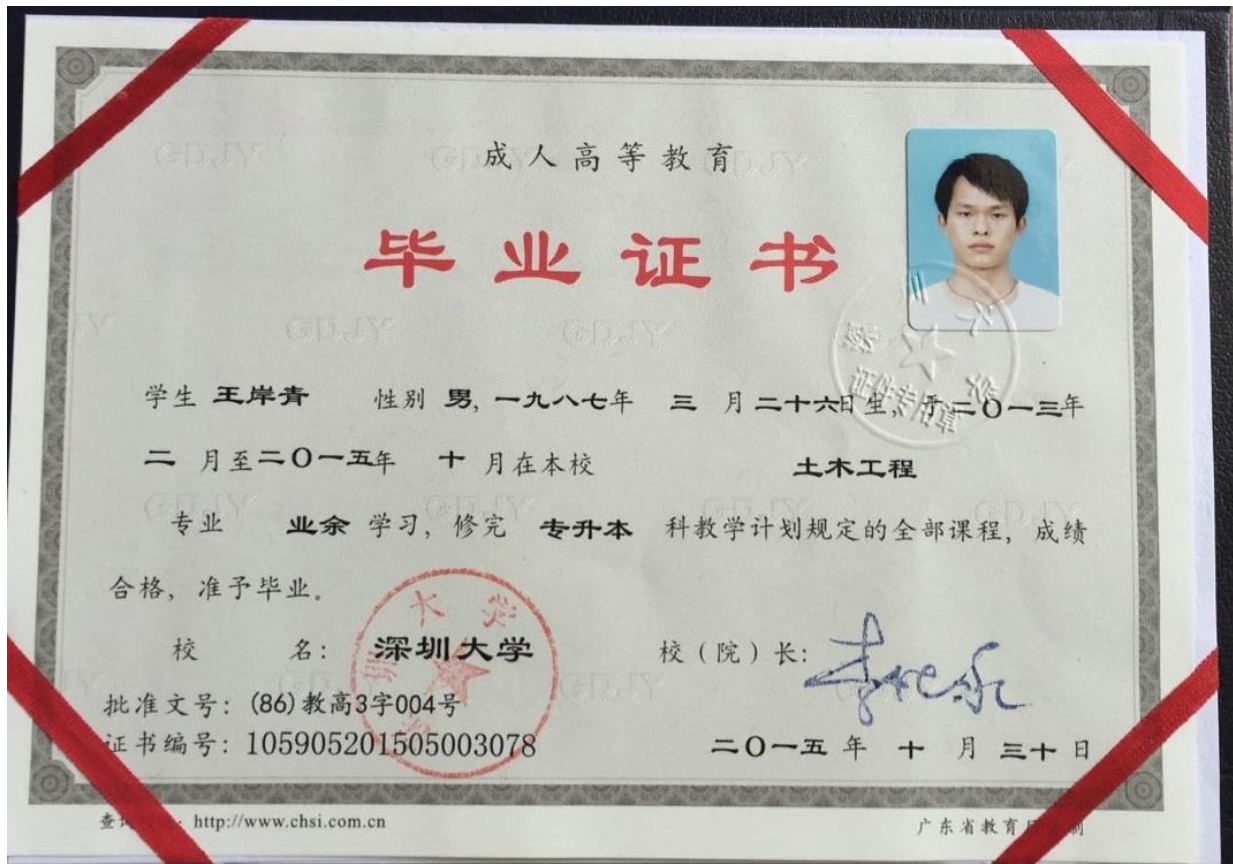 成人高等教育
毕业证书
学生 王岸青 性别 男, 一九八七年 三 月 二十六日生, 于二〇一三年
二 月至二〇一五年 十 月在本校 土木工程
专业 业余 学习, 修完 专升本 科教学计划规定的全部课程, 成绩
合格, 准予毕业。
校 名: 深圳大学 校(院)长:
批准文号: (86)教高3字004号
证书编号: 105905201505003078 二〇一五 年 十 月 三十 日
http://www.chsi.com.cn 广东省教育
GDJY
证件专用章